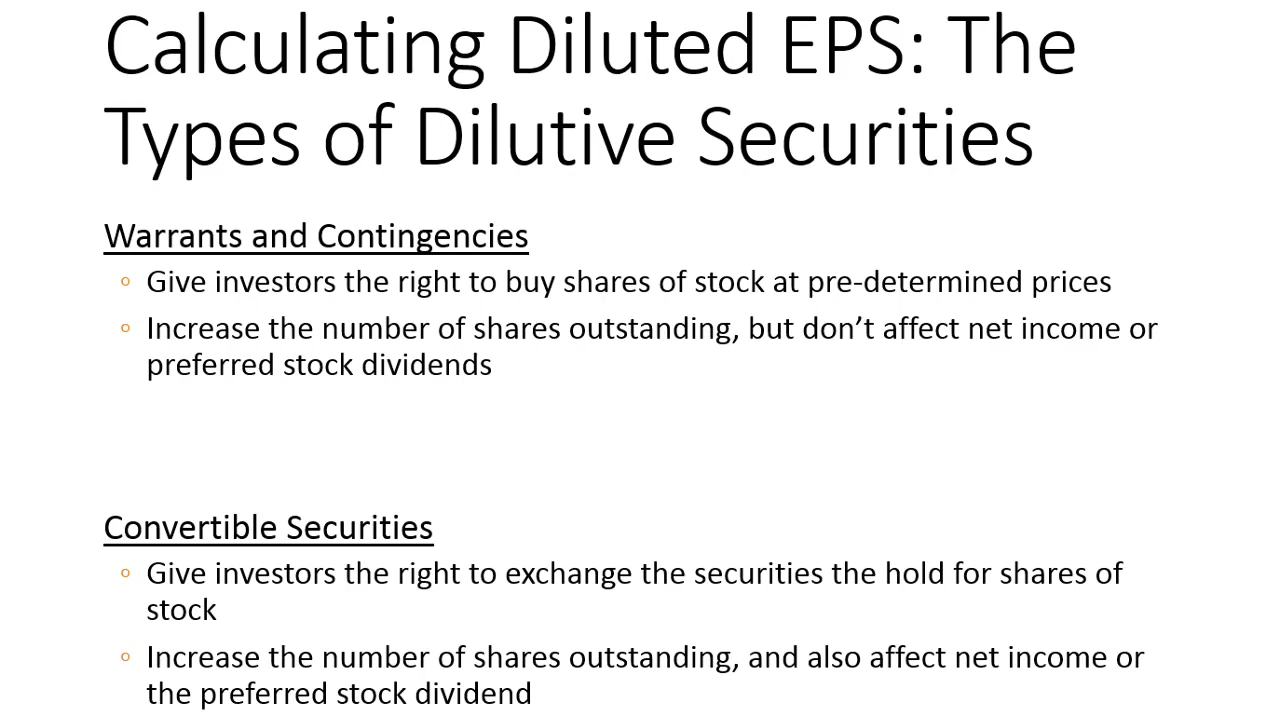 Calculating Diluted EPS: The
Types of Dilutive Securities
Warrants and Contingencies
◦ Give investors the right to buy shares of stock at pre-determined prices
◦ Increase the number of shares outstanding, but don’t affect net income or
preferred stock dividends
Convertible Securities
◦ Give investors the right to exchange the securities the hold for shares of
stock
◦ Increase the number of shares outstanding, and also affect net income or
the preferred stock dividend